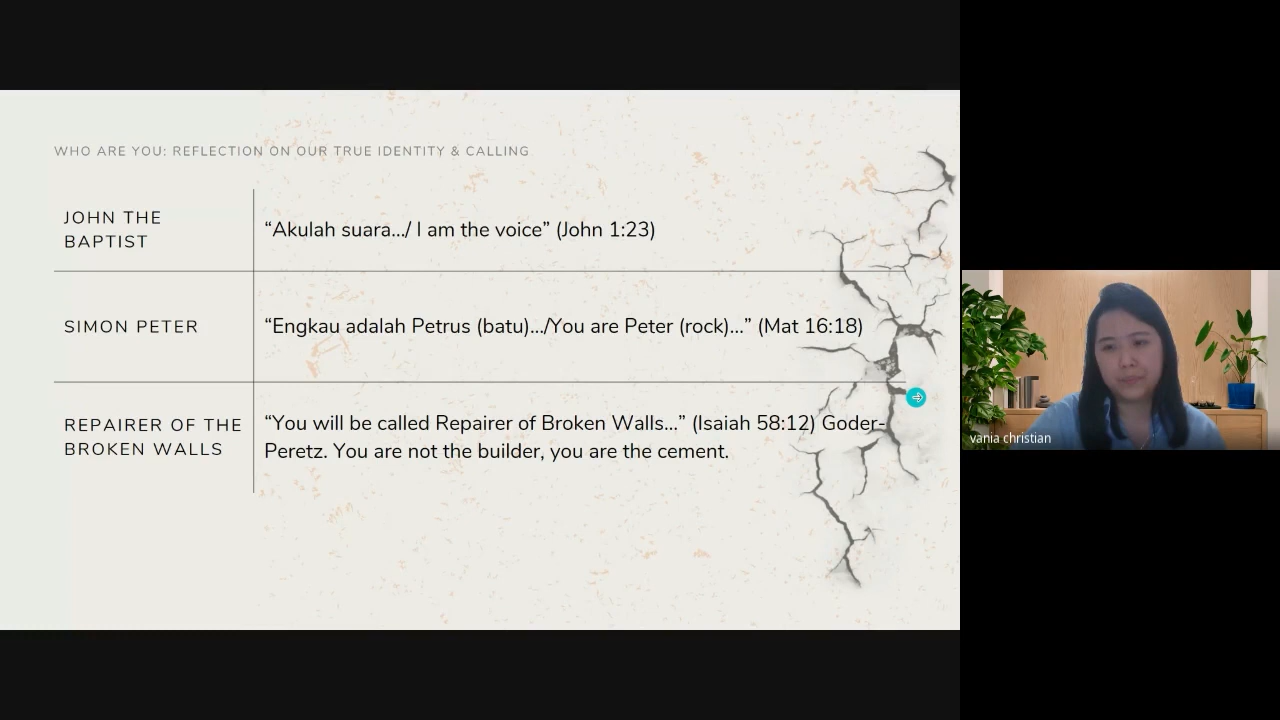 WHO ARE YOU: REFLECTION ON OUR TRUE IDENTITY & CALLING
JOHN THE
BAPTIST
“Akulah suara.../ I am the voice” (John 1:23)
SIMON PETER
“Engkau adalah Petrus (batu).../You are Peter (rock)...” (Mat 16:18)
REPAIRER OF THE
BROKEN WALLS
“You will be called Repairer of Broken Walls...” (Isaiah 58:12) Goder-
Peretz. You are not the builder, you are the cement.
vania christian